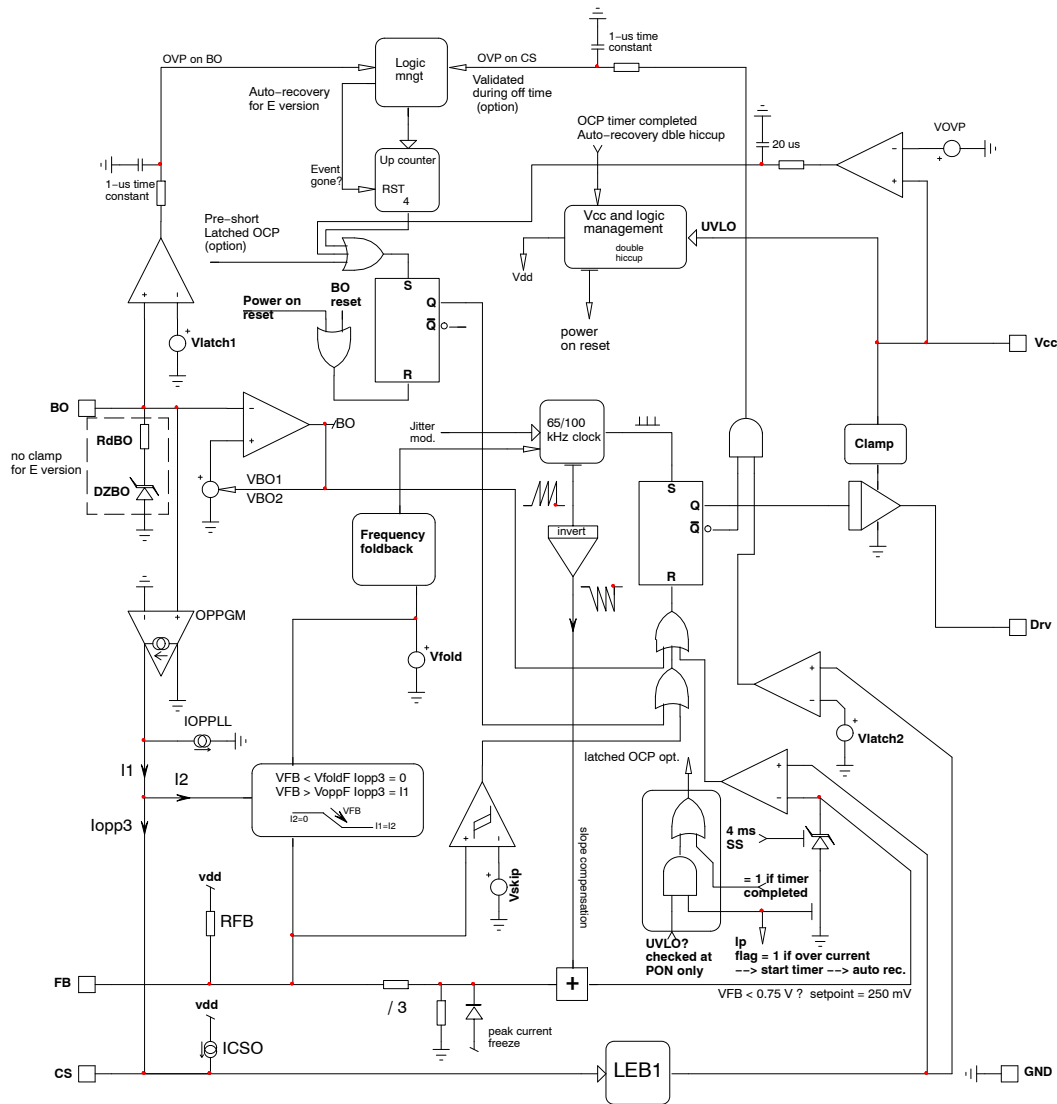 1-us time
constant
OVP on BO
Logic
mngt
OVP on CS
Validated
during off time
(option)
Auto-recovery
for E version
OCP timer completed
Auto-recovery dble hiccup
20 us
VOVP
-
+
+
Up counter
RST
4
Event
gone?
1-us time
constant
Pre-short
Latched OCP
(option)
Vcc and logic
management
double
hiccup
UVLO
Vdd
power
on reset
S
Q
Q
R
Power on
reset
BO
reset
+
-
+
Vlatch1
Vcc
BO
RdBO
DZBO
no clamp
for E version
-
+
BO
+
VBO1
VBO2
Jitter
mod.
65/100
kHz clock
Clamp
S
Q
Q
R
invert
Frequency
foldback
-
+
OPPGM
+
Vfold
Drv
IOPPLL
+
-
+
Vlatch2
I1
I2
Iopp3
VFB < VfoldF Iopp3 = 0
VFB > VoppF Iopp3 = I1
VFB
I2=0
I1=I2
+
-
+
Vskip
slope compensation
latched OCP opt.
+
-
4 ms
SS
= 1 if timer
completed
vdd
RFB
UVLO?
checked at
PON only
Ip
flag = 1 if over current
---> start timer --> auto rec.
FB
/ 3
+
VFB < 0.75 V ? setpoint = 250 mV
vdd
ICSO
peak current
freeze
CS
LEB1
GND